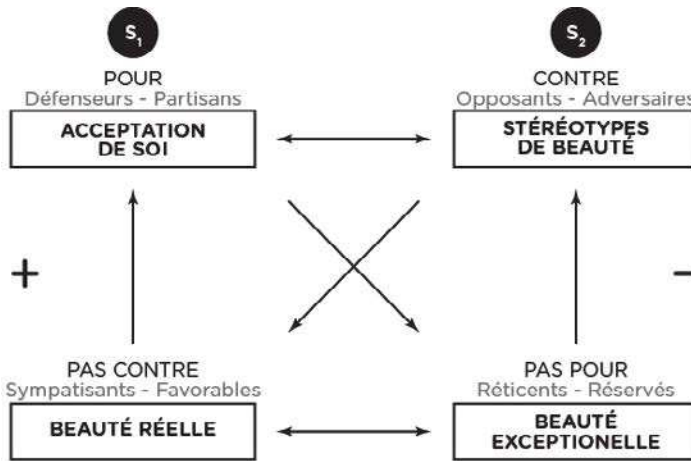 S1
POUR
Défenseurs - Partisans
ACCEPTATION
DE SOI
S2
CONTRE
Opposants - Adversaires
STÉRÉOTYPES
DE BEAUTÉ
+
–
PAS CONTRE
Sympatisants - Favorables
BEAUTÉ RÉELLE
PAS POUR
Réticents - Réservés
BEAUTÉ
EXCEPTIONELLE